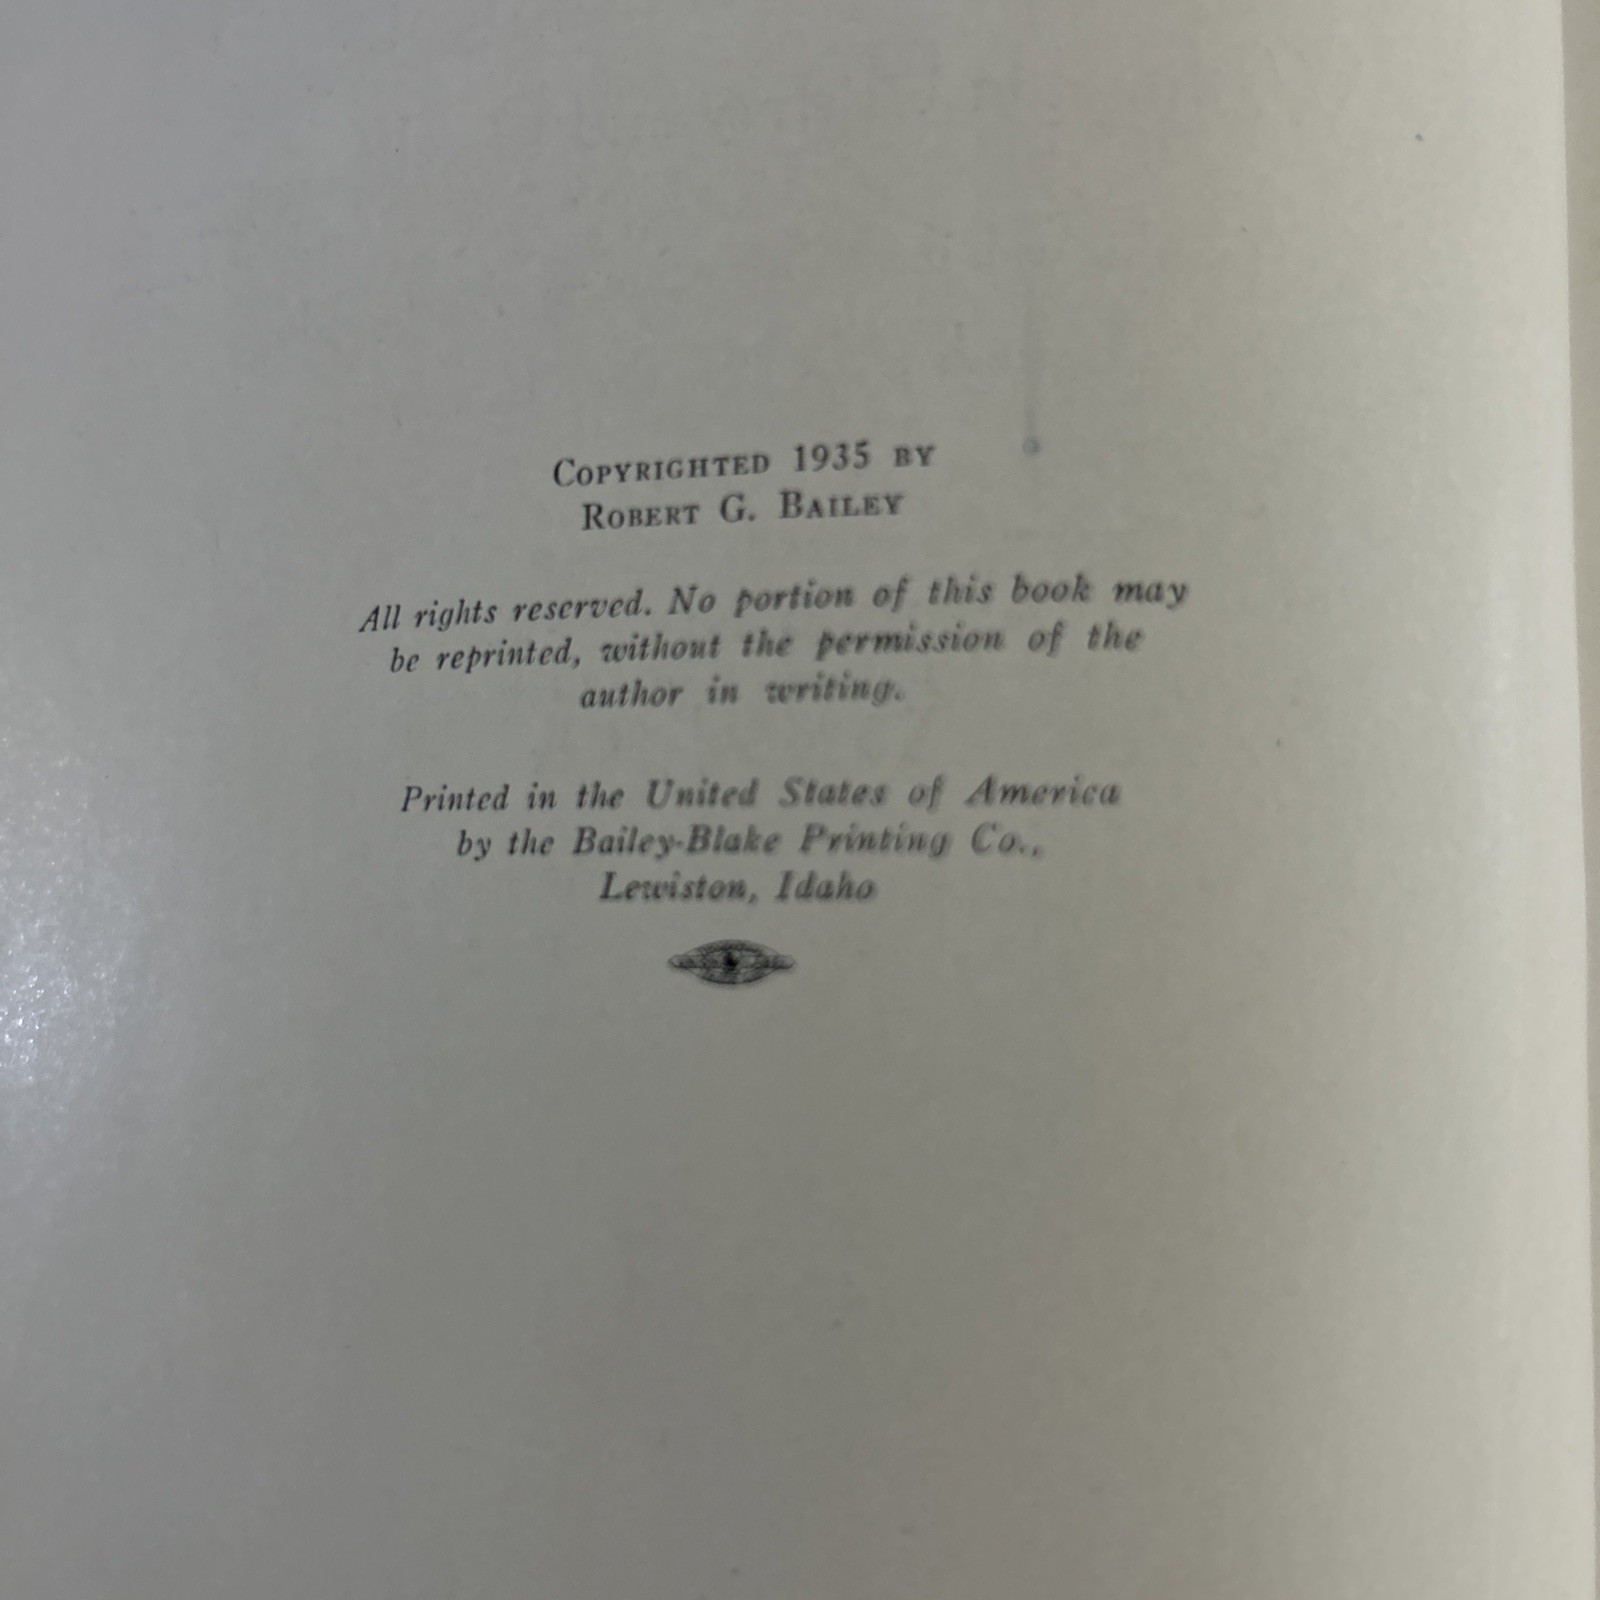 Copyrighted 1935 by
Robert G. Bailey
All rights reserved. No portion of this book may
be reprinted, without the permission of the
author in writing.
Printed in the United States of America
by the Bailey-Blake Printing Co.,
Lewiston, Idaho